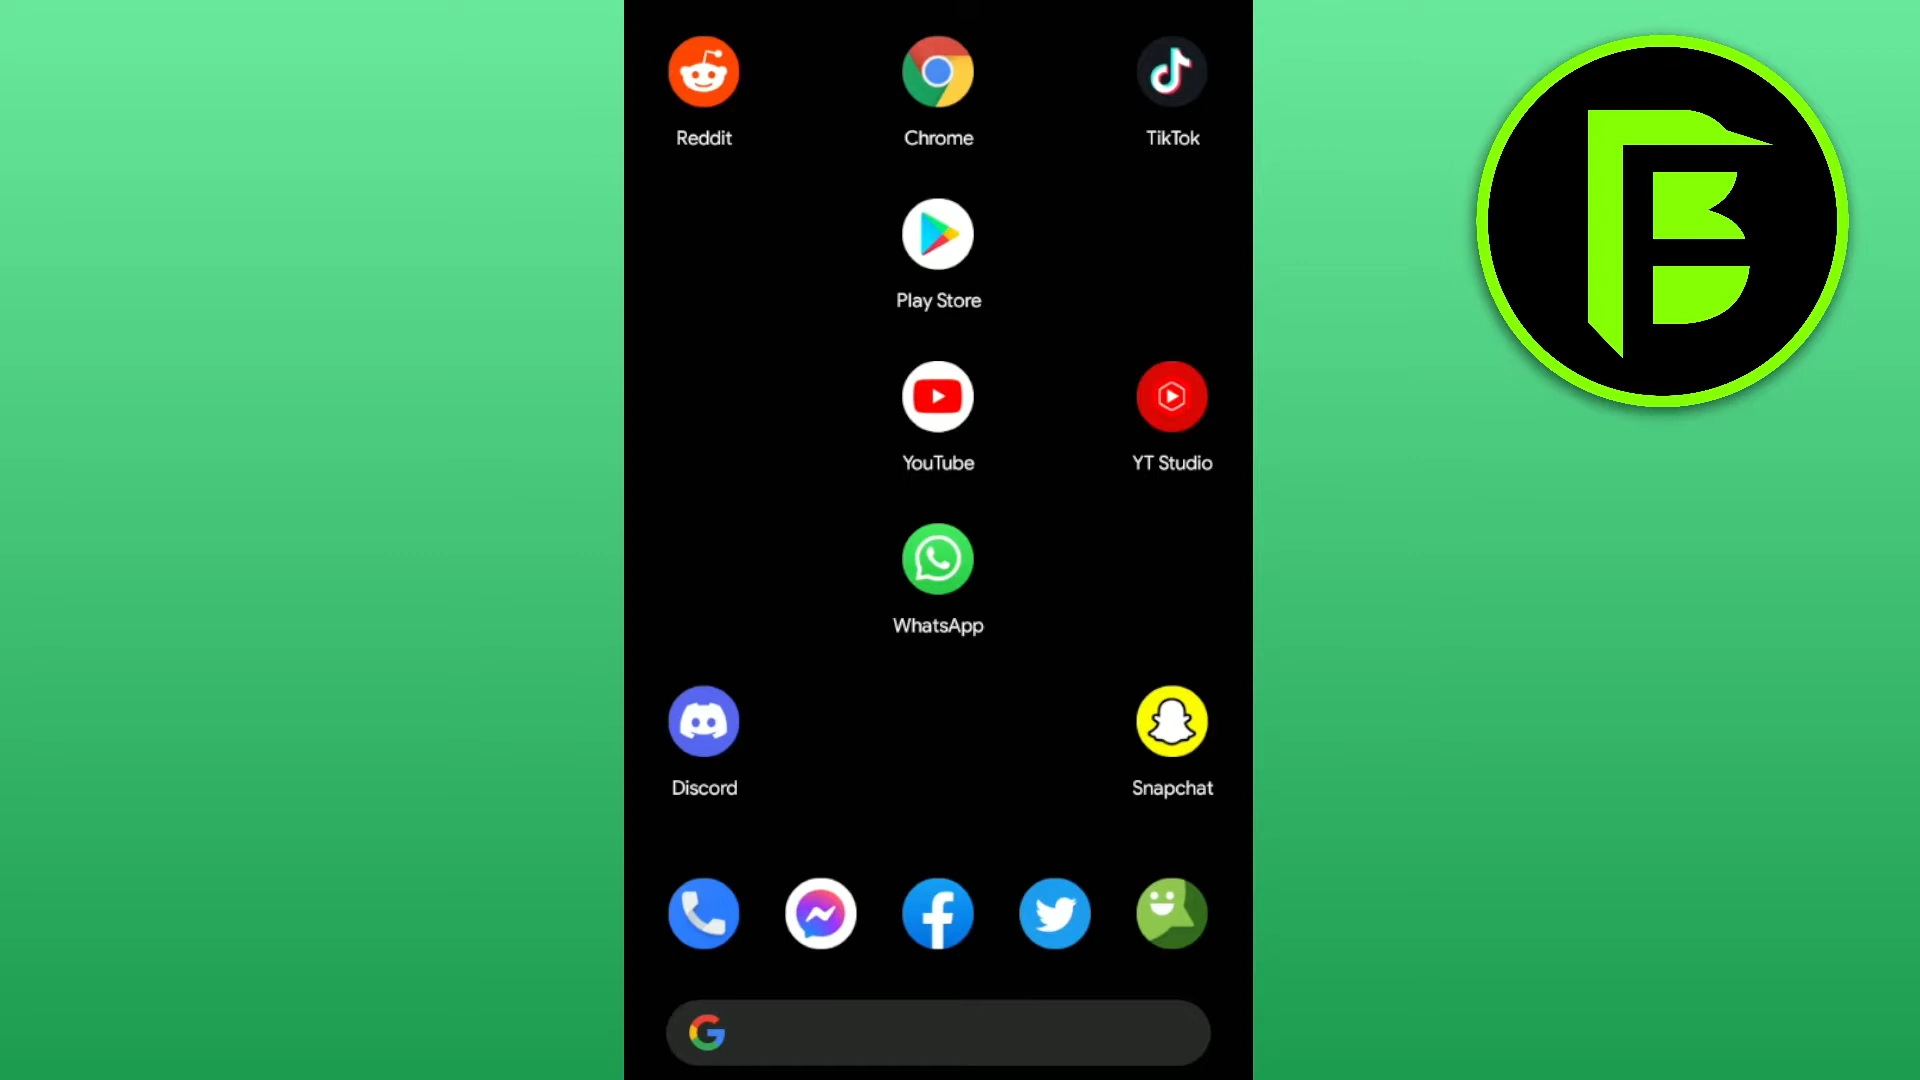 Reddit
Chrome
TikTok
Play Store
YouTube
YT Studio
WhatsApp
Discord
Snapchat